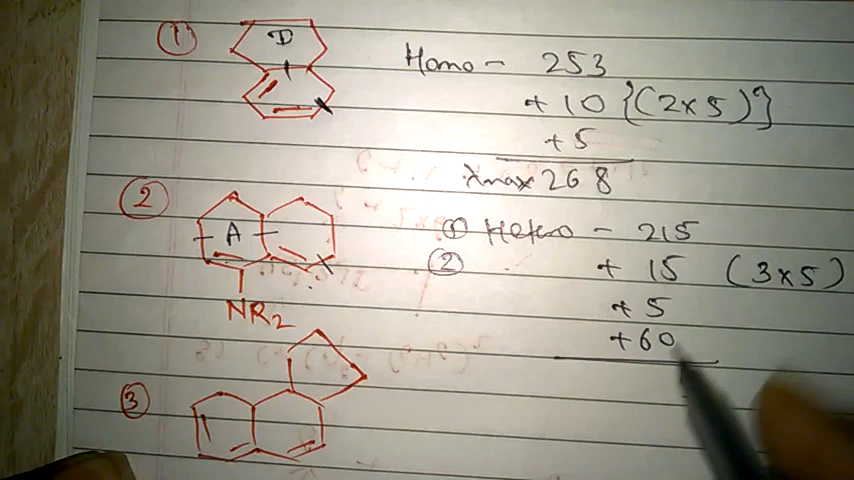 ① D Homo - 253
+ 10 {(2×5)}
+ 5
λmax 268
② A ① Hetero - 215
② + 15 (3×5)
+ 5
NR2 + 60
③